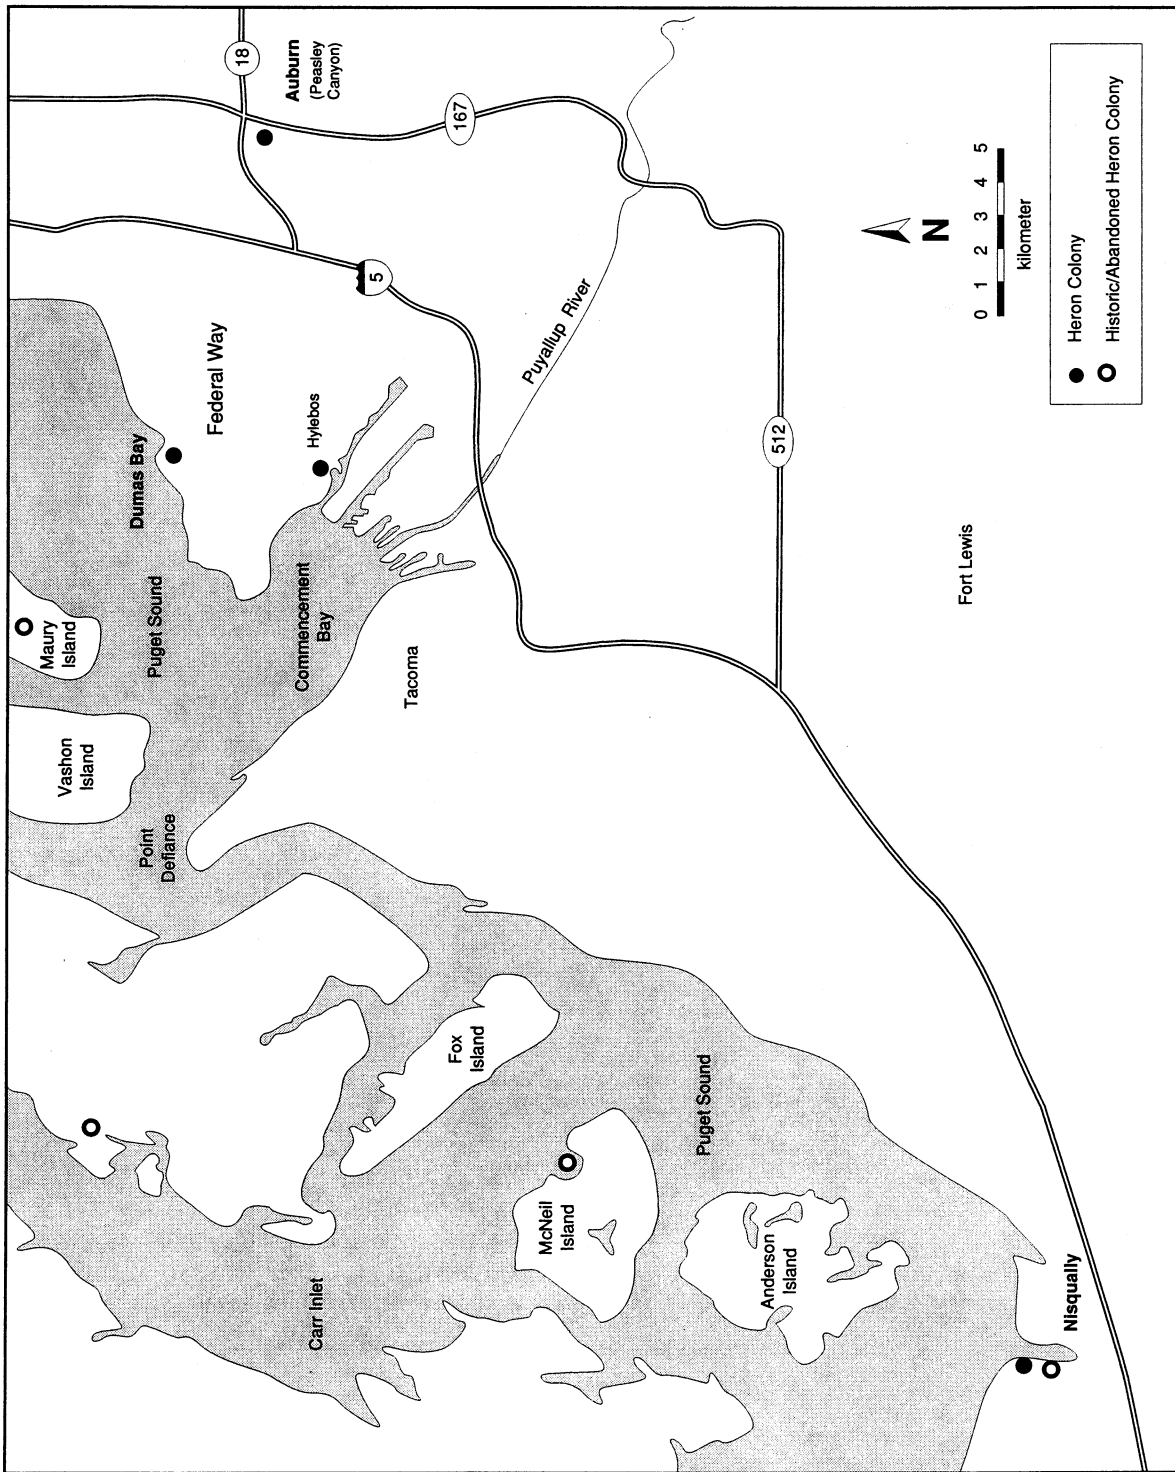 18
Auburn
(Peasley
Canyon)
167
5
Federal Way
Dumas Bay
Hylebos
Puyallup River
Maury
Island
Puget Sound
Commencement
Bay
Tacoma
Vashon
Island
Point
Defiance
512
Fort Lewis
Fox
Island
Puget Sound
McNeil
Island
Carr Inlet
Anderson
Island
Nisqually
N
0 1 2 3 4 5
kilometer
Heron Colony
Historic/Abandoned Heron Colony